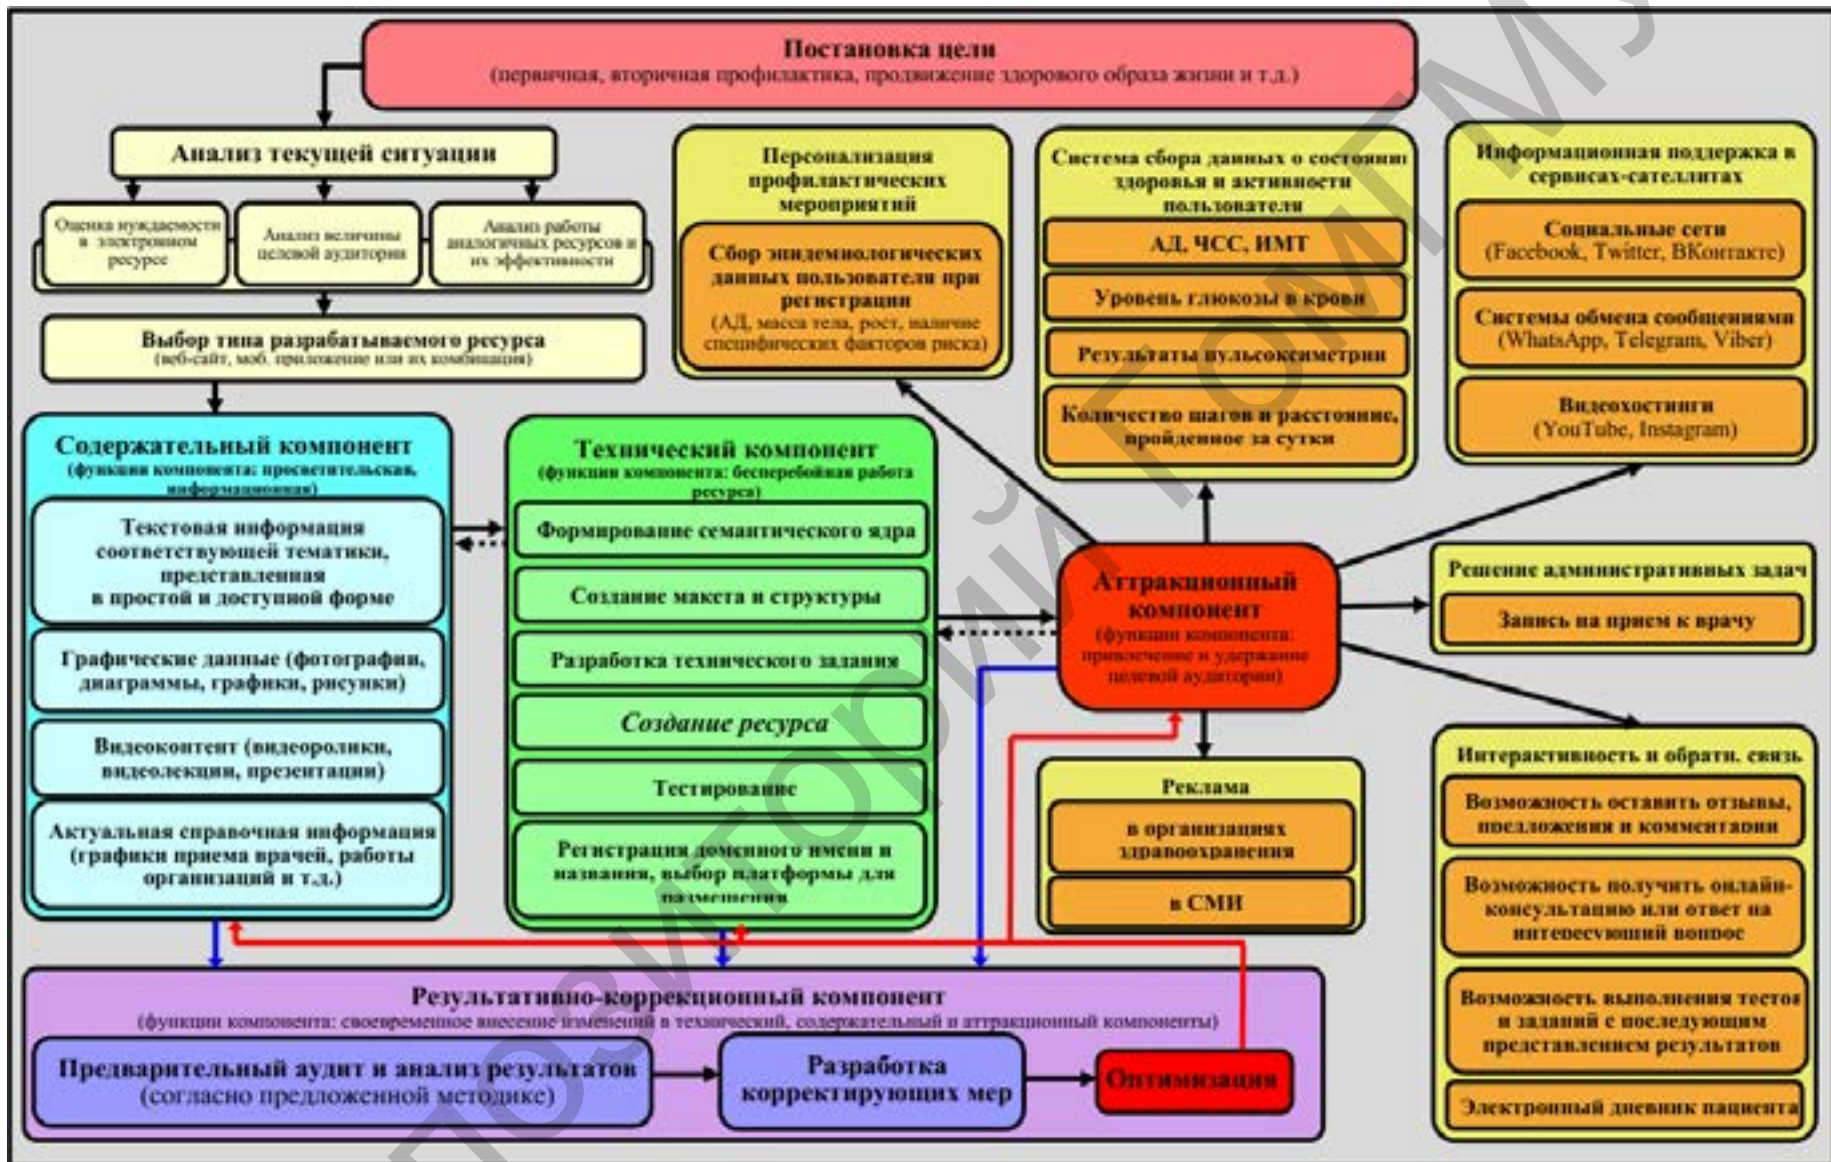 Постановка цели
(первичная, вторичная профилактика, продвижение здорового образа жизни и т.д.)
Анализ текущей ситуации
Оценка нуждаемости
в электронном
ресурсе
Анализ величины
целевой аудитории
Анализ работы
аналогичных ресурсов и
их эффективности
Выбор типа разрабатываемого ресурса
(веб-сайт, моб. приложение или их комбинация)
Персонализация
профилактических
мероприятий
Сбор эпидемиологических
данных пользователя при
регистрации
(АД, масса тела, рост, наличие
специфических факторов риска)
Система сбора данных о состоянии
здоровья и активности
пользователя
АД, ЧСС, ИМТ
Уровень глюкозы в крови
Результаты пульсоксиметрии
Количество шагов и расстояние,
пройденное за сутки
Информационная поддержка в
сервисах-сателлитах
Социальные сети
(Facebook, Twitter, ВКонтакте)
Системы обмена сообщениями
(WhatsApp, Telegram, Viber)
Видеохостинги
(YouTube, Instagram)
Содержательный компонент
(функции компонента: просветительская,
информационная)
Текстовая информация
соответствующей тематики,
представленная
в простой и доступной форме
Графические данные (фотографии,
диаграммы, графики, рисунки)
Видеоконтент (видеоролики,
видеолекции, презентации)
Актуальная справочная информация
(графики приема врачей, работы
организаций и т.д.)
Технический компонент
(функции компонента: бесперебойная работа
ресурса)
Формирование семантического ядра
Создание макета и структуры
Разработка технического задания
Создание ресурса
Тестирование
Регистрация доменного имени и
названия, выбор платформы для
размещения
Аттракционный
компонент
(функции компонента:
привлечение и удержание
целевой аудитории)
Решение административных задач
Запись на прием к врачу
Реклама
в организациях
здравоохранения
в СМИ
Интерактивность и обратн. связь
Возможность оставить отзывы,
предложения и комментарии
Возможность получить онлайн-
консультацию или ответ на
интересующий вопрос
Возможность выполнения тестов
и заданий с последующим
представлением результатов
Электронный дневник пациента
Результативно-коррекционный компонент
(функции компонента: своевременное внесение изменений в технический, содержательный и аттракционный компоненты)
Предварительный аудит и анализ результатов
(согласно предложенной методике)
Разработка
корректирующих мер
Оптимизация
позиторий ГомГМУ